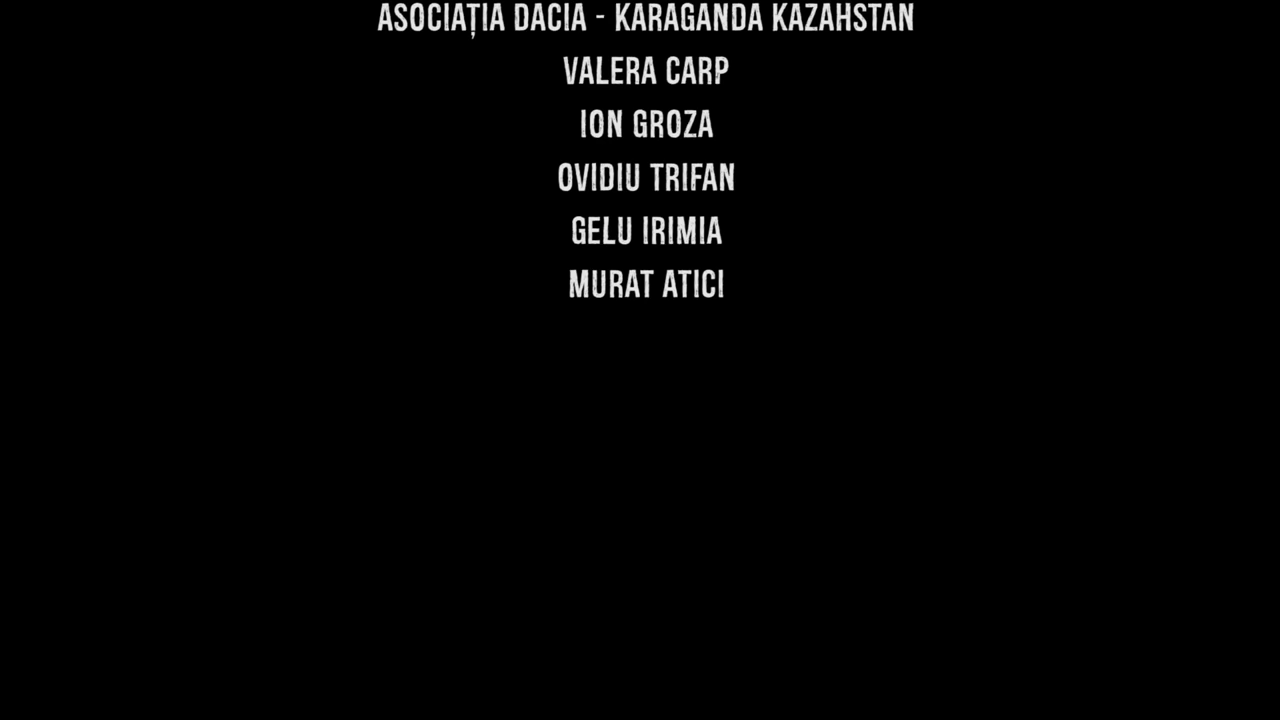 ASOCIAȚIA DACIA - KARAGANDA KAZAHSTAN
VALERA CARP
ION GROZA
OVIDIU TRIFAN
GELU IRIMIA
MURAT ATICI